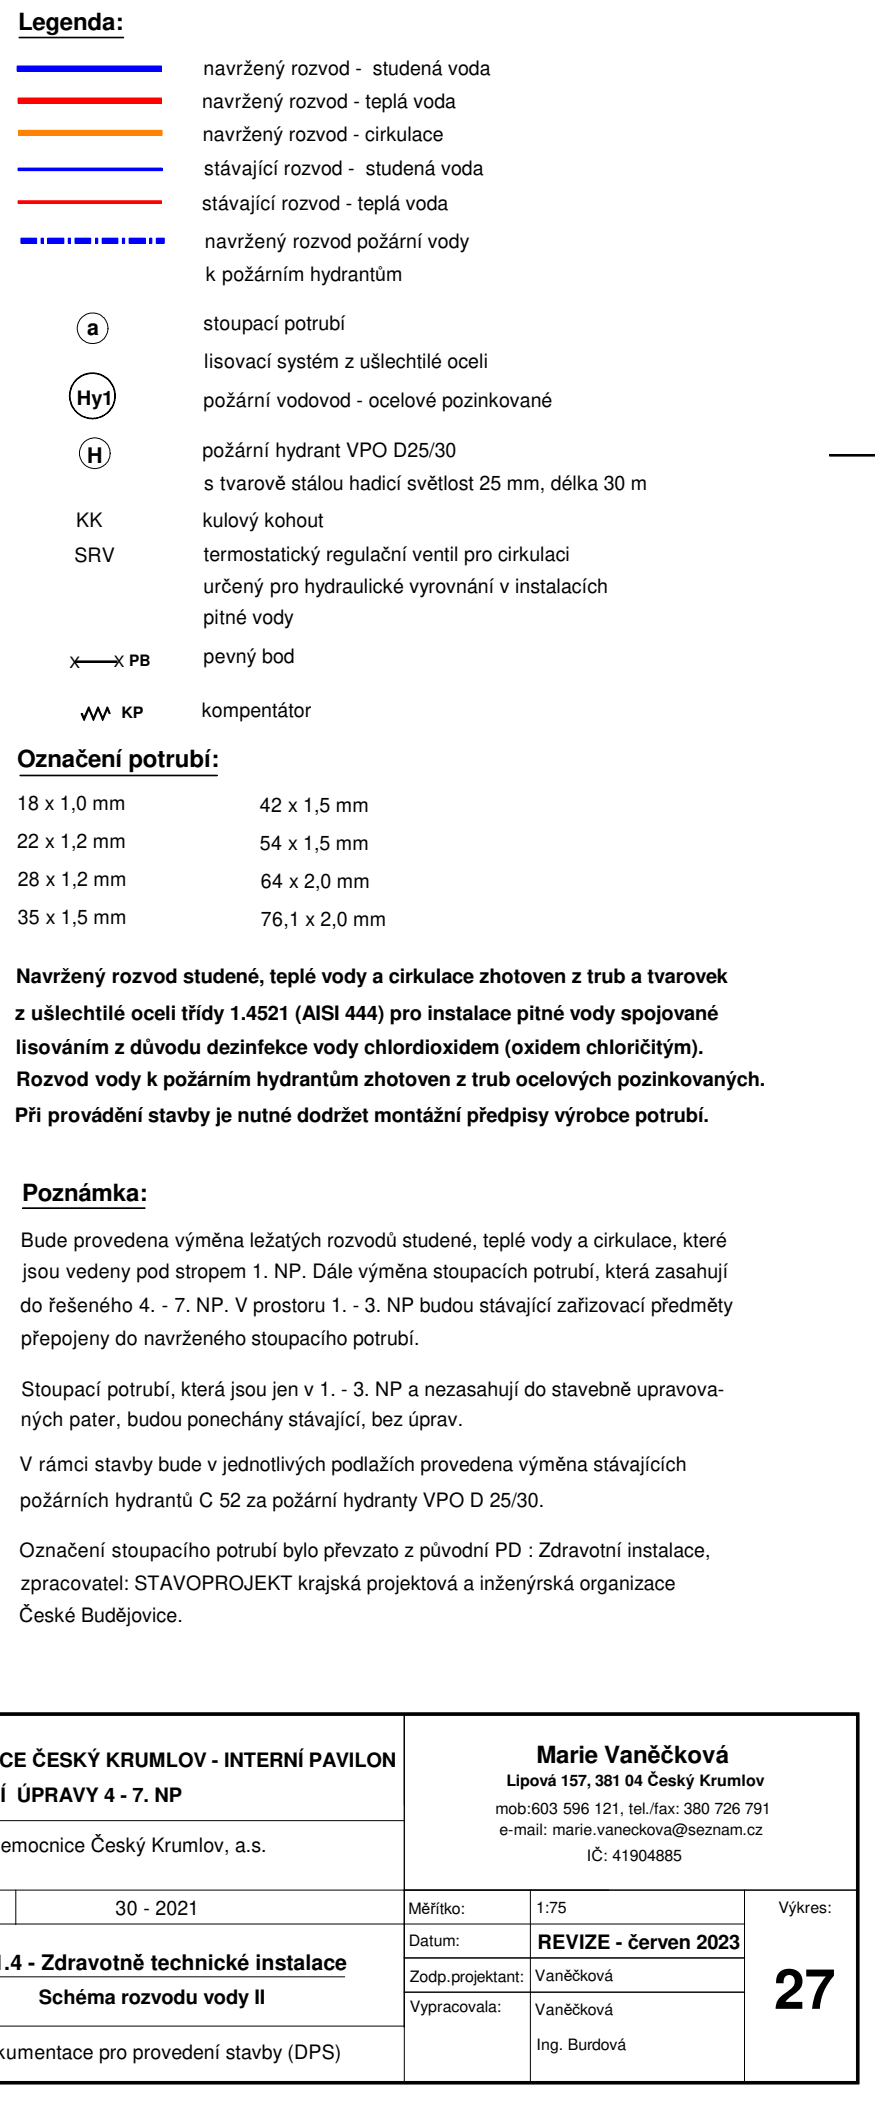 Legenda:
navržený rozvod -  studená voda
navržený rozvod - teplá voda
navržený rozvod - cirkulace
stávající rozvod -  studená voda
stávající rozvod - teplá voda
navržený rozvod požární vody
k požárním hydrantům
a stoupací potrubí
lisovací systém z ušlechtilé oceli
Hy1 požární vodovod - ocelové pozinkované
H požární hydrant VPO D25/30
s tvarově stálou hadicí světlost 25 mm, délka 30 m
KK kulový kohout
SRV termostatický regulační ventil pro cirkulaci
určený pro hydraulické vyrovnání v instalacích
pitné vody
x x PB pevný bod
KP kompentátor
Označení potrubí:
18 x 1,0 mm 42 x 1,5 mm
22 x 1,2 mm 54 x 1,5 mm
28 x 1,2 mm 64 x 2,0 mm
35 x 1,5 mm 76,1 x 2,0 mm
Navržený rozvod studené, teplé vody a cirkulace zhotoven z trub a tvarovek
z ušlechtilé oceli třídy 1.4521 (AISI 444) pro instalace pitné vody spojované
lisováním z důvodu dezinfekce vody chlordioxidem (oxidem chloričitým).
Rozvod vody k požárním hydrantům zhotoven z trub ocelových pozinkovaných.
Při provádění stavby je nutné dodržet montážní předpisy výrobce potrubí.
Poznámka:
Bude provedena výměna ležatých rozvodů studené, teplé vody a cirkulace, které
jsou vedeny pod stropem 1. NP. Dále výměna stoupacích potrubí, která zasahují
do řešeného 4. - 7. NP. V prostoru 1. - 3. NP budou stávající zařizovací předměty
přepojeny do navrženého stoupacího potrubí.
Stoupací potrubí, která jsou jen v 1. - 3. NP a nezasahují do stavebně upravova-
ných pater, budou ponechány stávající, bez úprav.
V rámci stavby bude v jednotlivých podlažích provedena výměna stávajících
požárních hydrantů C 52 za požární hydranty VPO D 25/30.
Označení stoupacího potrubí bylo převzato z původní PD : Zdravotní instalace,
zpracovatel: STAVOPROJEKT krajská projektová a inženýrská organizace
České Budějovice.
CE ČESKÝ KRUMLOV - INTERNÍ PAVILON
Í  ÚPRAVY 4 - 7. NP
emocnice Český Krumlov, a.s.
30 - 2021
1.4 - Zdravotně technické instalace
Schéma rozvodu vody II
kumentace pro provedení stavby (DPS)
Marie Vaněčková
Lipová 157, 381 04 Český Krumlov
mob:603 596 121, tel./fax: 380 726 791
e-mail: marie.vaneckova@seznam.cz
IČ: 41904885
Měřítko: 1:75
Datum: REVIZE - červen 2023
Zodp.projektant: Vaněčková
Vypracovala: Vaněčková
Ing. Burdová
Výkres:
27